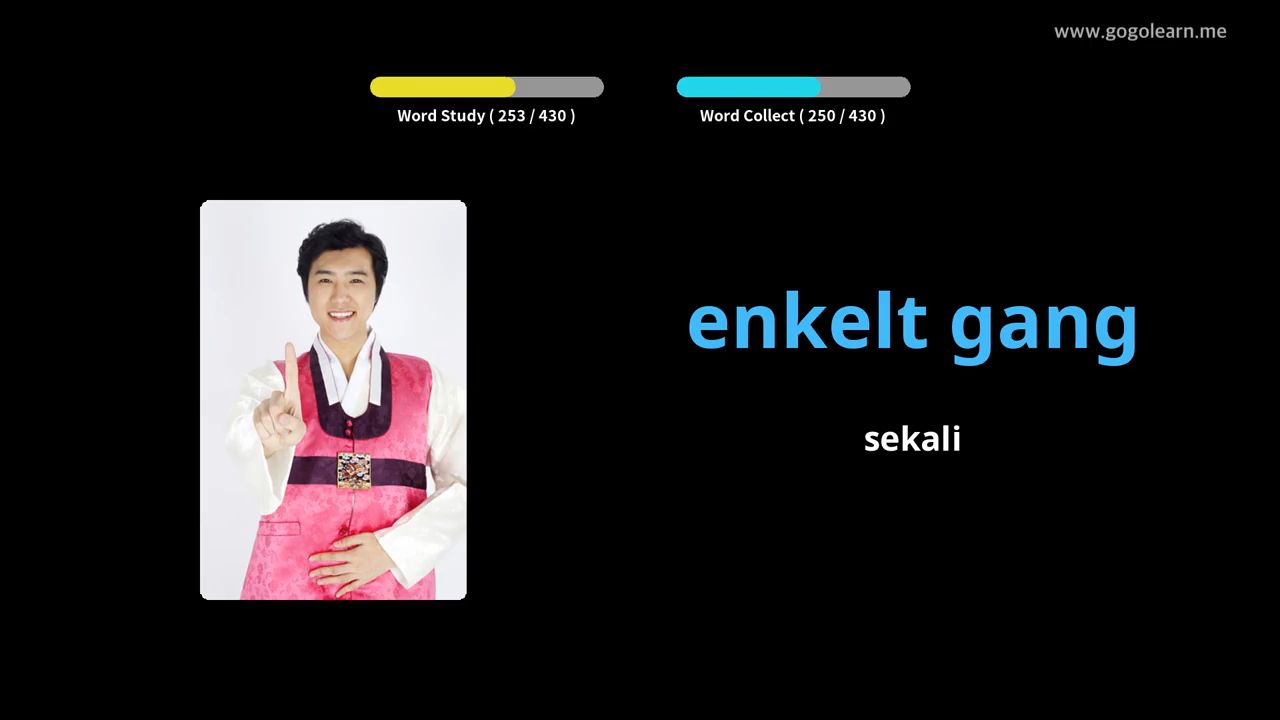 www.gogolearn.me
Word Study ( 253 / 430 )
Word Collect ( 250 / 430 )
enkelt gang
sekali